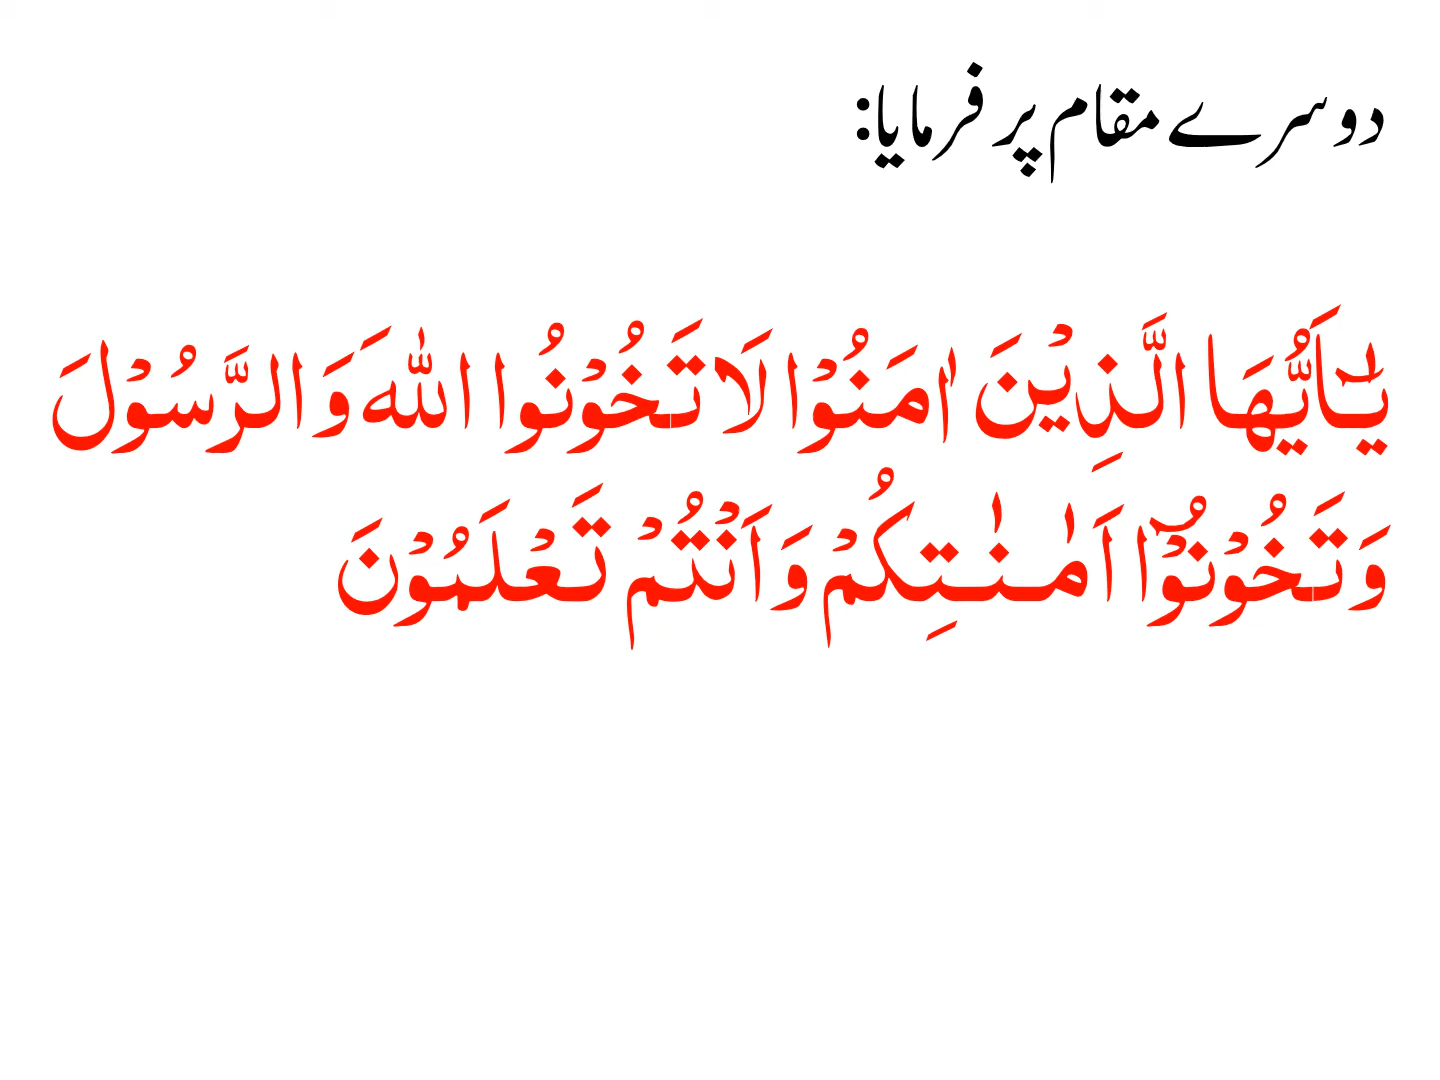 دوسرے مقام پر فرمایا:
یٰۤاَیُّهَا الَّذِیْنَ اٰمَنُوْا لَا تَخُوْنُوا اللّٰهَ وَ الرَّسُوْلَ
وَ تَخُوْنُوْۤا اَمٰنٰتِكُمْ وَ اَنْتُمْ تَعْلَمُوْنَ